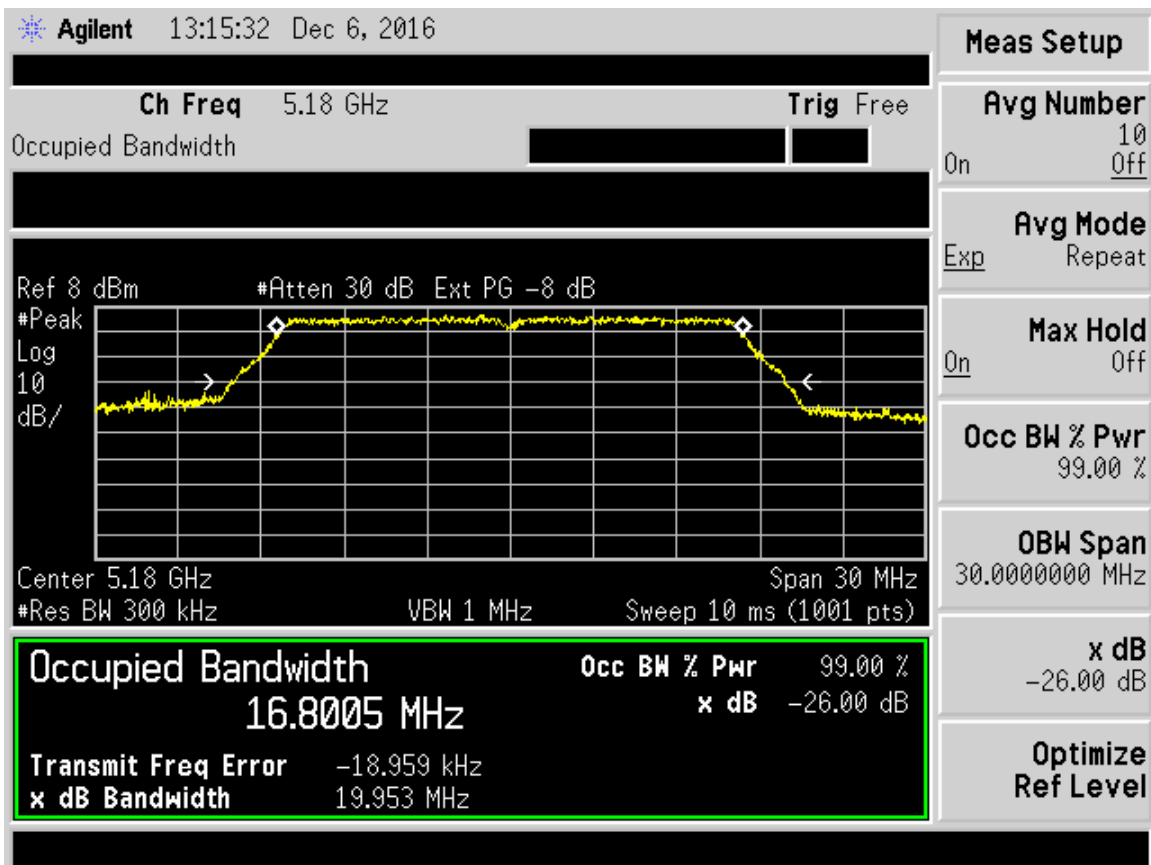 Agilent 13:15:32 Dec 6, 2016
Meas Setup
Ch Freq 5.18 GHz Trig Free
Occupied Bandwidth
Avg Number
10
On Off
Avg Mode
Exp Repeat
Max Hold
On Off
Occ BW % Pwr
99.00 %
OBW Span
30.0000000 MHz
x dB
-26.00 dB
Optimize
Ref Level
Ref 8 dBm #Atten 30 dB Ext PG -8 dB
#Peak
Log
10
dB/
Center 5.18 GHz Span 30 MHz
#Res BW 300 kHz VBW 1 MHz Sweep 10 ms (1001 pts)
Occupied Bandwidth Occ BW % Pwr 99.00 %
16.8005 MHz x dB -26.00 dB
Transmit Freq Error -18.959 kHz
x dB Bandwidth 19.953 MHz